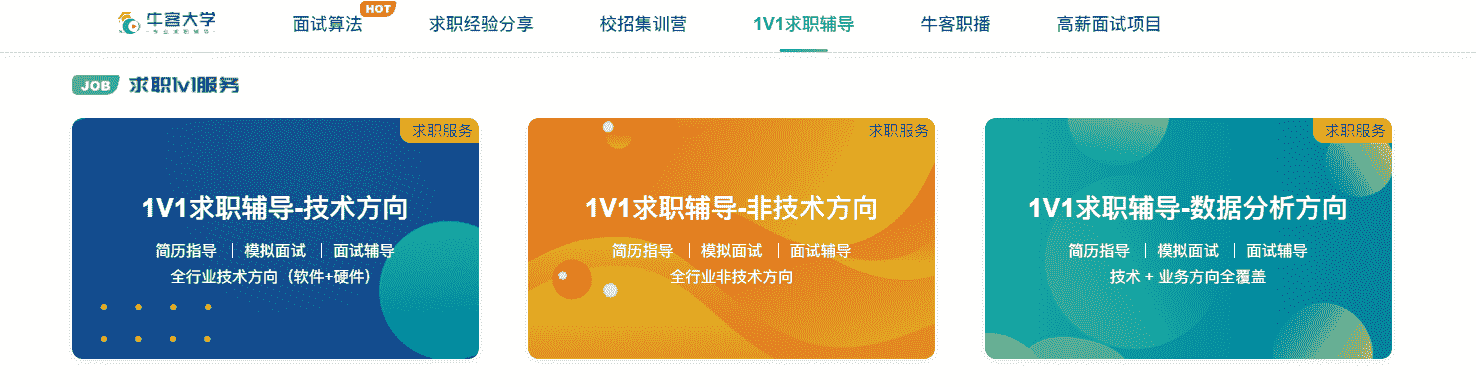 牛客大学
专业求职辅导
面试算法
HOT
求职经验分享
校招集训营
1V1求职辅导
牛客职播
高薪面试项目
JOB
求职1v1服务
求职服务
1V1求职辅导-技术方向
简历指导 | 模拟面试 | 面试辅导
全行业技术方向（软件+硬件）
求职服务
1V1求职辅导-非技术方向
简历指导 | 模拟面试 | 面试辅导
全行业非技术方向
求职服务
1V1求职辅导-数据分析方向
简历指导 | 模拟面试 | 面试辅导
技术 + 业务方向全覆盖